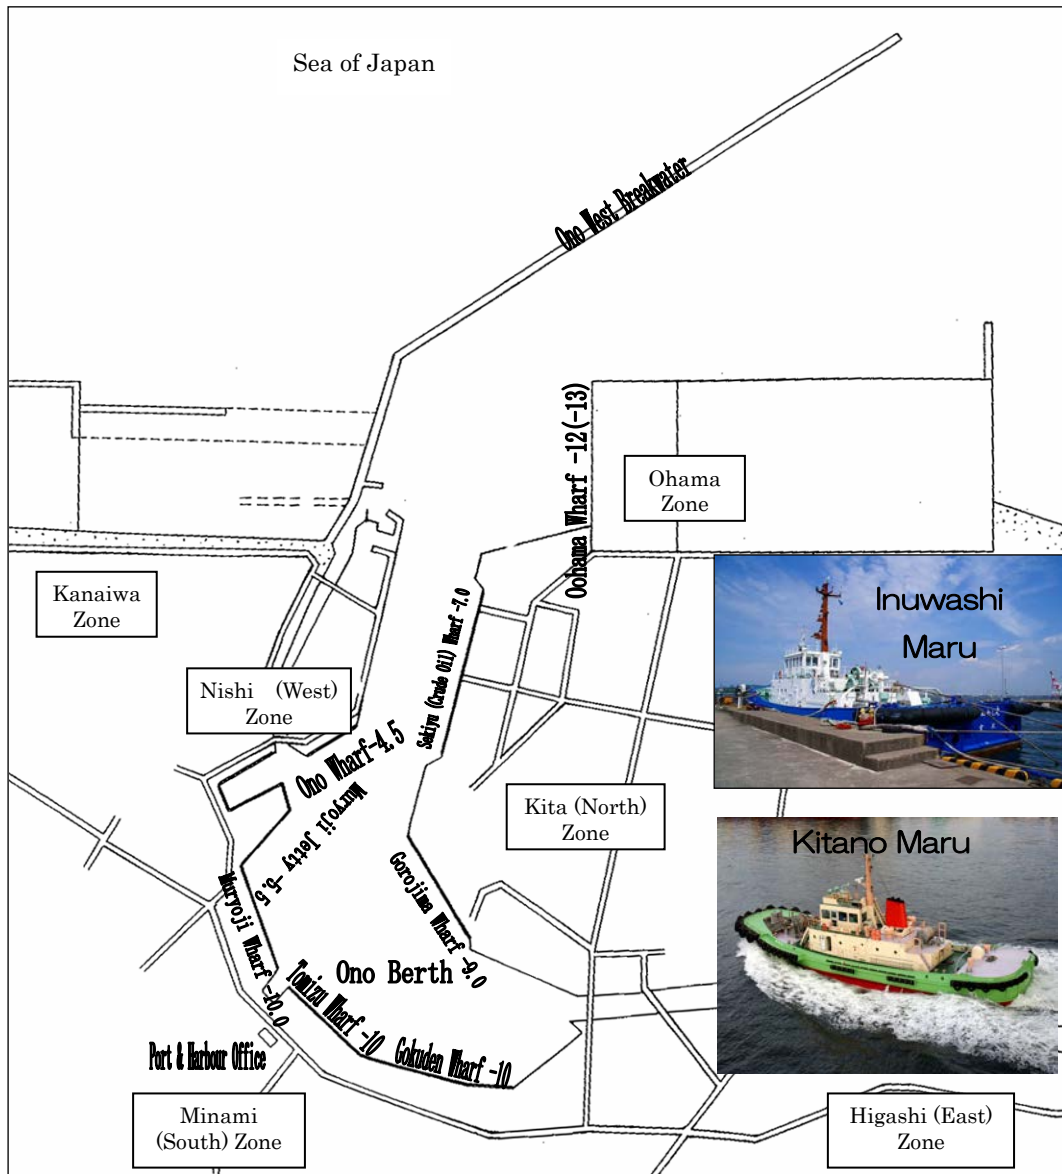 Sea of Japan
Ono West Breakwater
Oohama Wharf -12(-13)
Ohama
Zone
Kanaiwa
Zone
Inuwashi
Maru
Sekiyu (Crude Oil) Wharf -7.0
Nishi (West)
Zone
Ono Wharf-4.5
Muryoji Jetty -5.5
Kita (North)
Zone
Kitano Maru
Gorojima Wharf -9.0
Muryoji Wharf -10.0
Ono Berth
Tomizu Wharf -10
Gokuden Wharf -10
Port & Harbour Office
Minami
(South) Zone
Higashi (East)
Zone